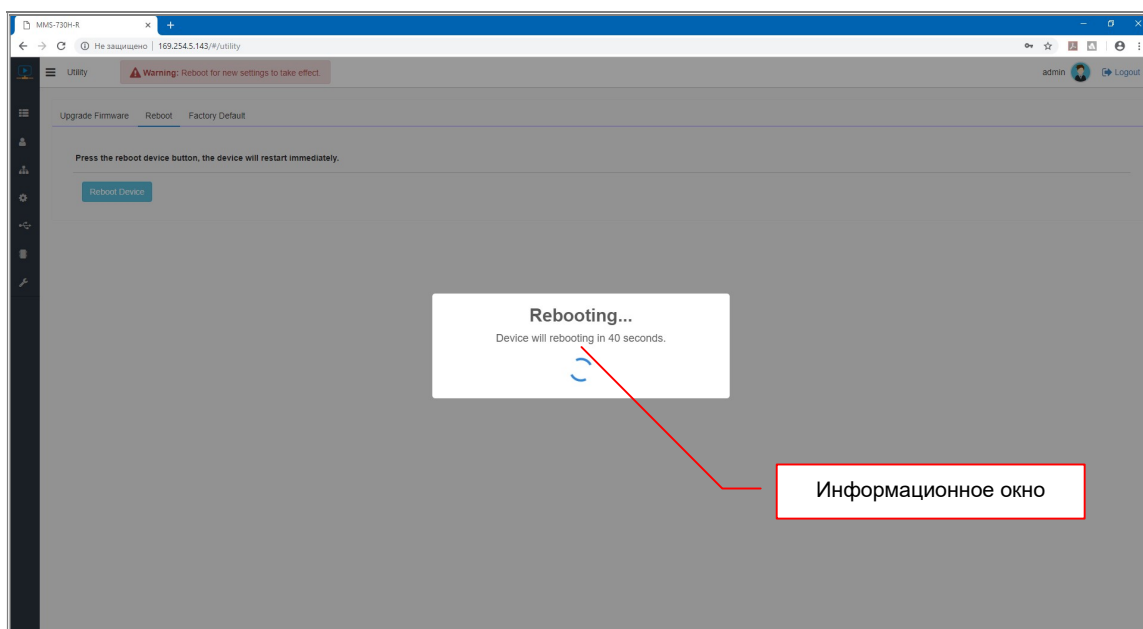 MMS-730H-R
Не защищено | 169.254.5.143/#/utility
Utility
Warning: Reboot for new settings to take effect.
admin
Logout
Upgrade Firmware
Reboot
Factory Default
Press the reboot device button, the device will restart immediately.
Reboot Device
Rebooting...
Device will rebooting in 40 seconds.
Информационное окно